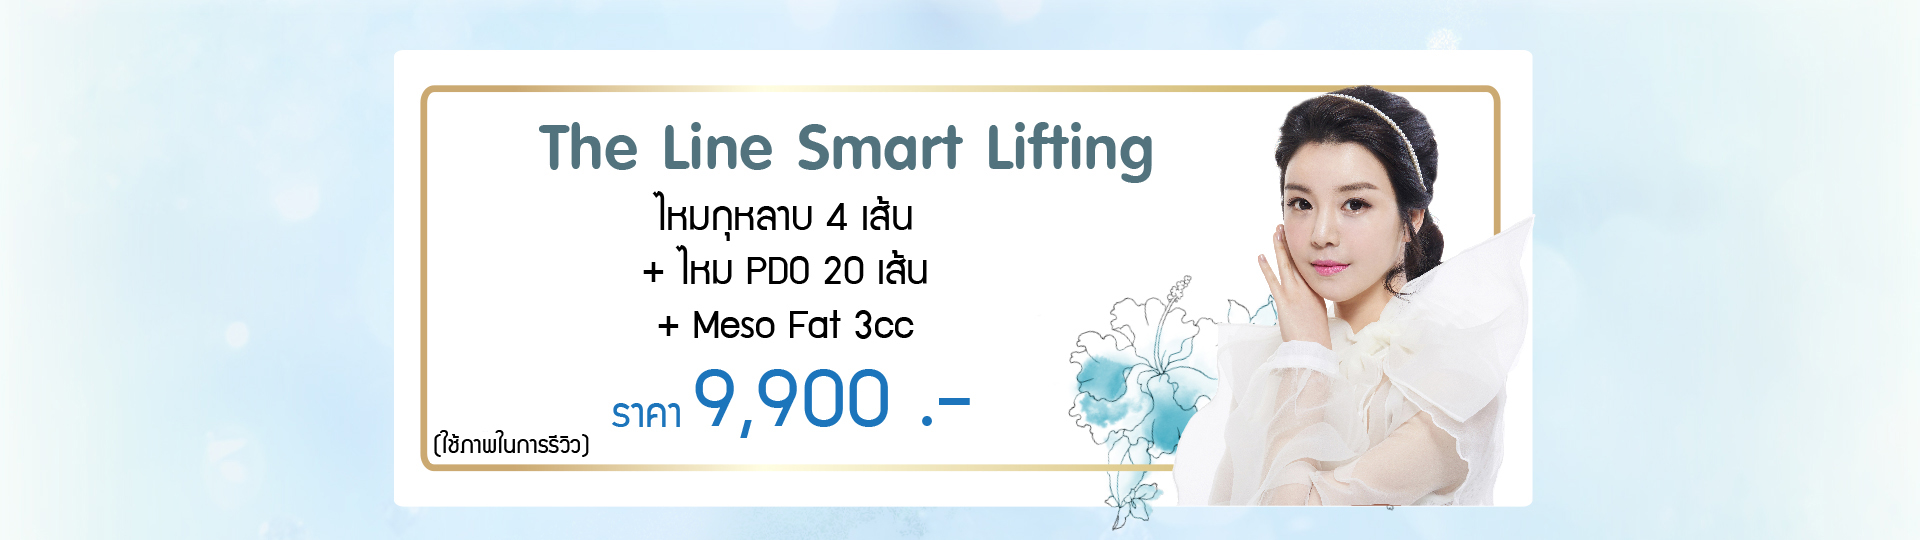 The Line Smart Lifting
ไหมกุหลาบ 4 เส้น
+ ไหม PDO 20 เส้น
+ Meso Fat 3cc
ราคา 9,900 .-
(ใช้ภาพในการรีวิว)